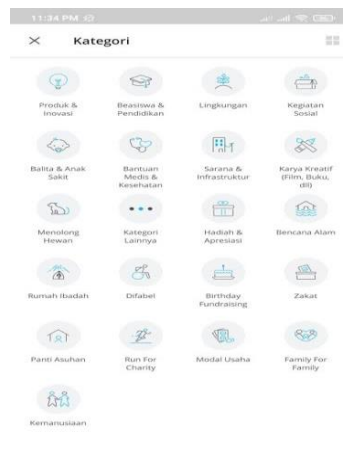 11:34 PM
Kategori
Produk &
Inovasi
Beasiswa &
Pendidikan
Lingkungan
Kegiatan
Sosial
Balita & Anak
Sakit
Bantuan
Medis &
Kesehatan
Sarana &
Infrastruktur
Karya Kreatif
(Film, Buku,
dll)
Menolong
Hewan
Kategori
Lainnya
Hadiah &
Apresiasi
Bencana Alam
Rumah Ibadah
Difabel
Birthday
Fundraising
Zakat
Panti Asuhan
Run For
Charity
Modal Usaha
Family For
Family
Kemanusiaan